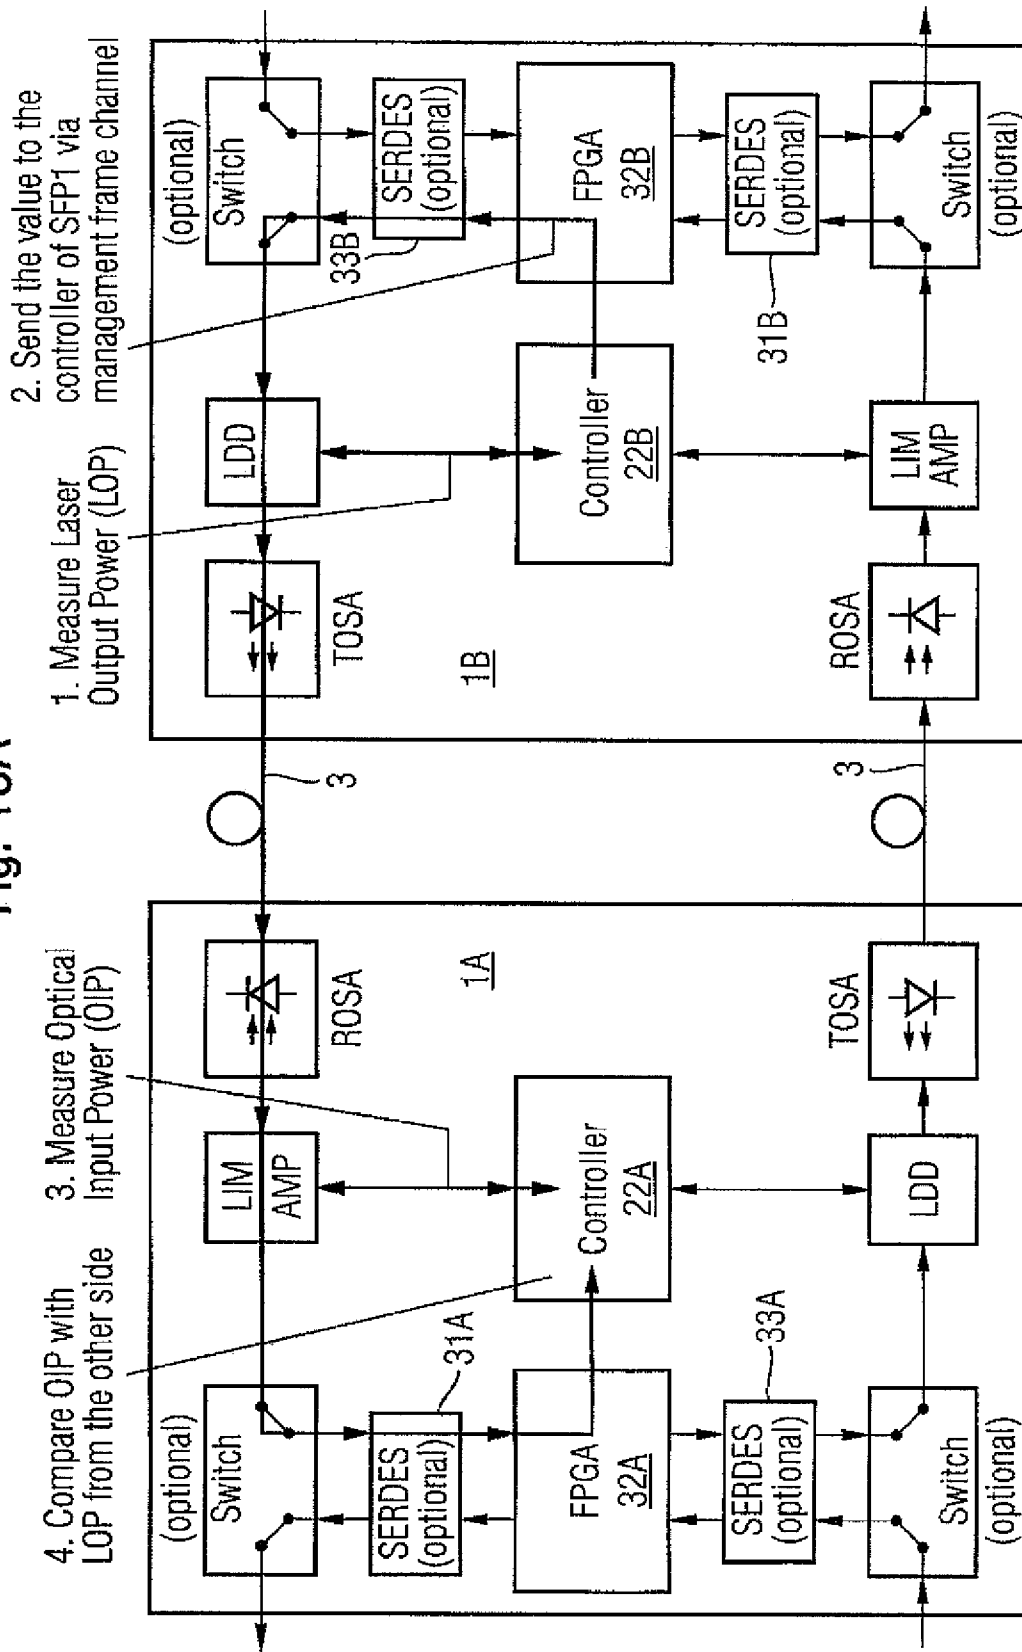 Fig.
4. Compare OIP with
LOP from the other side
3. Measure Optical
Input Power (OIP)
1. Measure Laser
Output Power (LOP)
2. Send the value to the
controller of SFP1 via
management frame channel
(optional)
Switch
LIM
AMP
ROSA
3
TOSA
LDD
(optional)
Switch
SERDES
(optional)
31A
1A
1B
33B
SERDES
(optional)
FPGA
32A
Controller
22A
Controller
22B
FPGA
32B
SERDES
(optional)
33A
31B
SERDES
(optional)
LDD
TOSA
3
ROSA
LIM
AMP
Switch
(optional)
Switch
(optional)